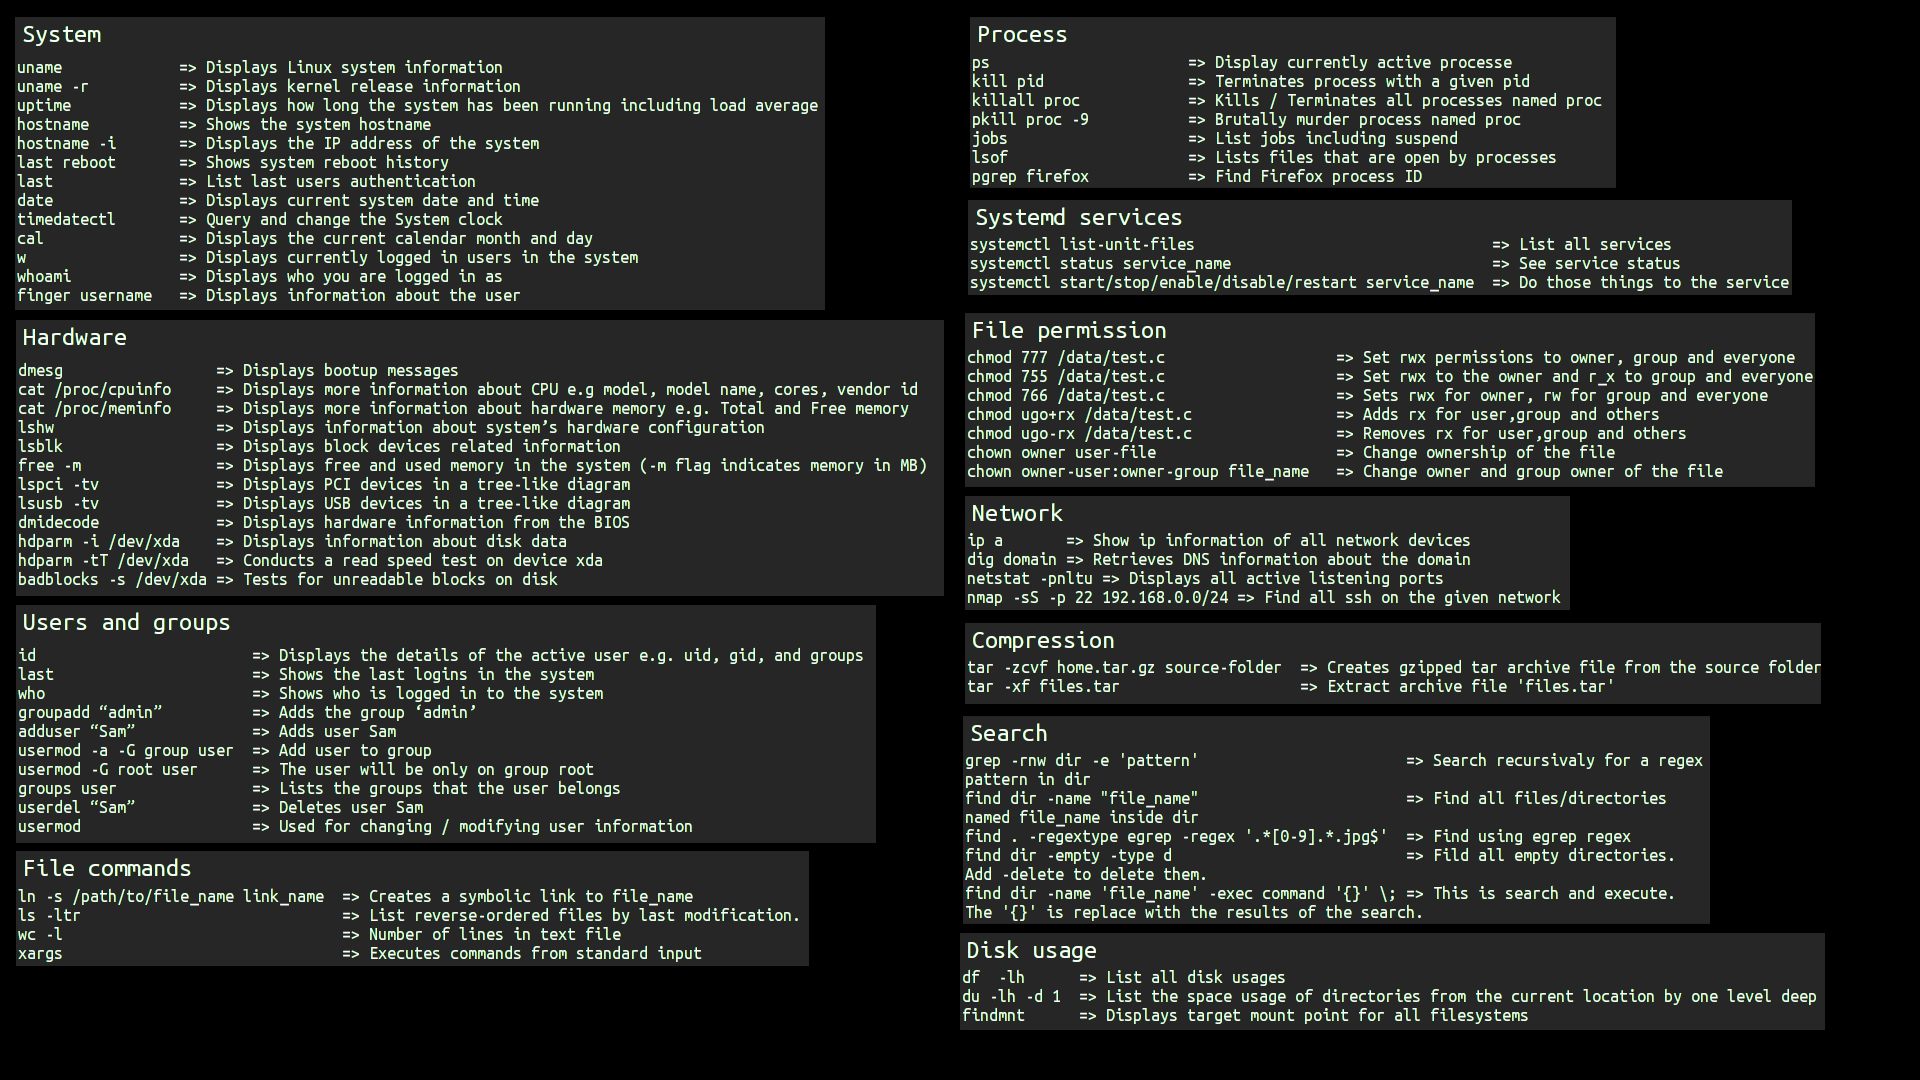 System
uname => Displays Linux system information
uname -r => Displays kernel release information
uptime => Displays how long the system has been running including load average
hostname => Shows the system hostname
hostname -i => Displays the IP address of the system
last reboot => Shows system reboot history
last => List last users authentication
date => Displays current system date and time
timedatectl => Query and change the System clock
cal => Displays the current calendar month and day
w => Displays currently logged in users in the system
whoami => Displays who you are logged in as
finger username => Displays information about the user
Hardware
dmesg => Displays bootup messages
cat /proc/cpuinfo => Displays more information about CPU e.g model, model name, cores, vendor id
cat /proc/meminfo => Displays more information about hardware memory e.g. Total and Free memory
lshw => Displays information about system’s hardware configuration
lsblk => Displays block devices related information
free -m => Displays free and used memory in the system (-m flag indicates memory in MB)
lspci -tv => Displays PCI devices in a tree-like diagram
lsusb -tv => Displays USB devices in a tree-like diagram
dmidecode => Displays hardware information from the BIOS
hdparm -i /dev/xda => Displays information about disk data
hdparm -tT /dev/xda => Conducts a read speed test on device xda
badblocks -s /dev/xda => Tests for unreadable blocks on disk
Users and groups
id => Displays the details of the active user e.g. uid, gid, and groups
last => Shows the last logins in the system
who => Shows who is logged in to the system
groupadd “admin” => Adds the group ‘admin’
adduser “Sam” => Adds user Sam
usermod -a -G group user => Add user to group
usermod -G root user => The user will be only on group root
groups user => Lists the groups that the user belongs
userdel “Sam” => Deletes user Sam
usermod => Used for changing / modifying user information
File commands
ln -s /path/to/file_name link_name => Creates a symbolic link to file_name
ls -ltr => List reverse-ordered files by last modification.
wc -l => Number of lines in text file
xargs => Executes commands from standard input
Process
ps => Display currently active processe
kill pid => Terminates process with a given pid
killall proc => Kills / Terminates all processes named proc
pkill proc -9 => Brutally murder process named proc
jobs => List jobs including suspend
lsof => Lists files that are open by processes
pgrep firefox => Find Firefox process ID
Systemd services
systemctl list-unit-files => List all services
systemctl status service_name => See service status
systemctl start/stop/enable/disable/restart service_name => Do those things to the service
File permission
chmod 777 /data/test.c => Set rwx permissions to owner, group and everyone
chmod 755 /data/test.c => Set rwx to the owner and r_x to group and everyone
chmod 766 /data/test.c => Sets rwx for owner, rw for group and everyone
chmod ugo+rx /data/test.c => Adds rx for user,group and others
chmod ugo-rx /data/test.c => Removes rx for user,group and others
chown owner user-file => Change ownership of the file
chown owner-user:owner-group file_name => Change owner and group owner of the file
Network
ip a => Show ip information of all network devices
dig domain => Retrieves DNS information about the domain
netstat -pnltu => Displays all active listening ports
nmap -sS -p 22 192.168.0.0/24 => Find all ssh on the given network
Compression
tar -zcvf home.tar.gz source-folder => Creates gzipped tar archive file from the source folder
tar -xf files.tar => Extract archive file 'files.tar'
Search
grep -rnw dir -e 'pattern' => Search recursivaly for a regex
pattern in dir
find dir -name "file_name" => Find all files/directories
named file_name inside dir
find . -regextype egrep -regex '.*[0-9].*.jpg$' => Find using egrep regex
find dir -empty -type d => Fild all empty directories.
Add -delete to delete them.
find dir -name 'file_name' -exec command '{}' \; => This is search and execute.
The '{}' is replace with the results of the search.
Disk usage
df -lh => List all disk usages
du -lh -d 1 => List the space usage of directories from the current location by one level deep
findmnt => Displays target mount point for all filesystems